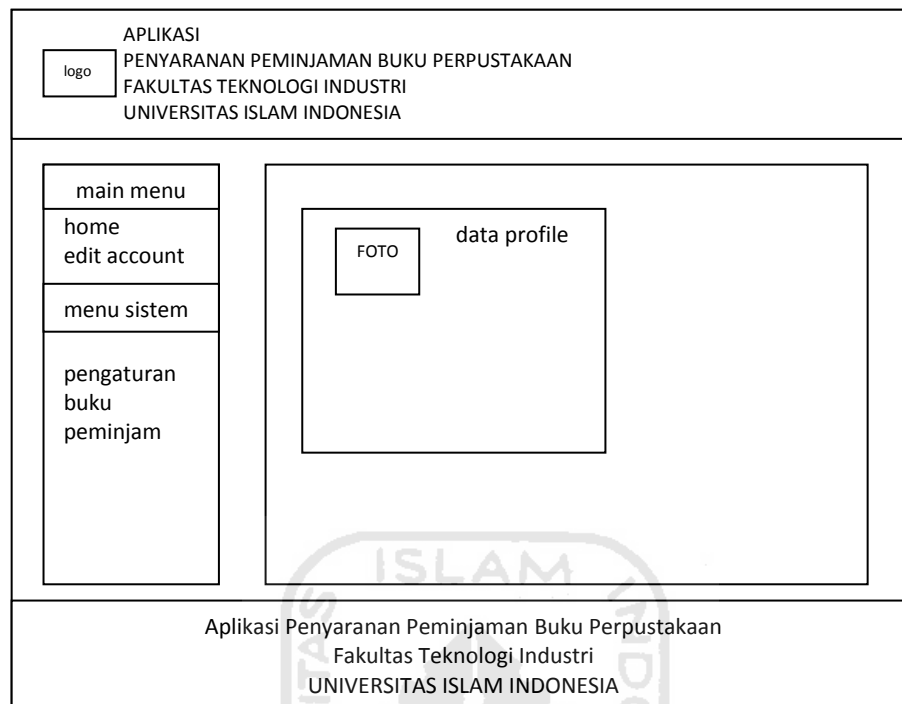 logo
APLIKASI
PENYARANAN PEMINJAMAN BUKU PERPUSTAKAAN
FAKULTAS TEKNOLOGI INDUSTRI
UNIVERSITAS ISLAM INDONESIA
main menu
home
edit account
menu sistem
pengaturan
buku
peminjam
FOTO
data profile
ISLAM
Aplikasi Penyaranan Peminjaman Buku Perpustakaan
Fakultas Teknologi Industri
UNIVERSITAS ISLAM INDONESIA